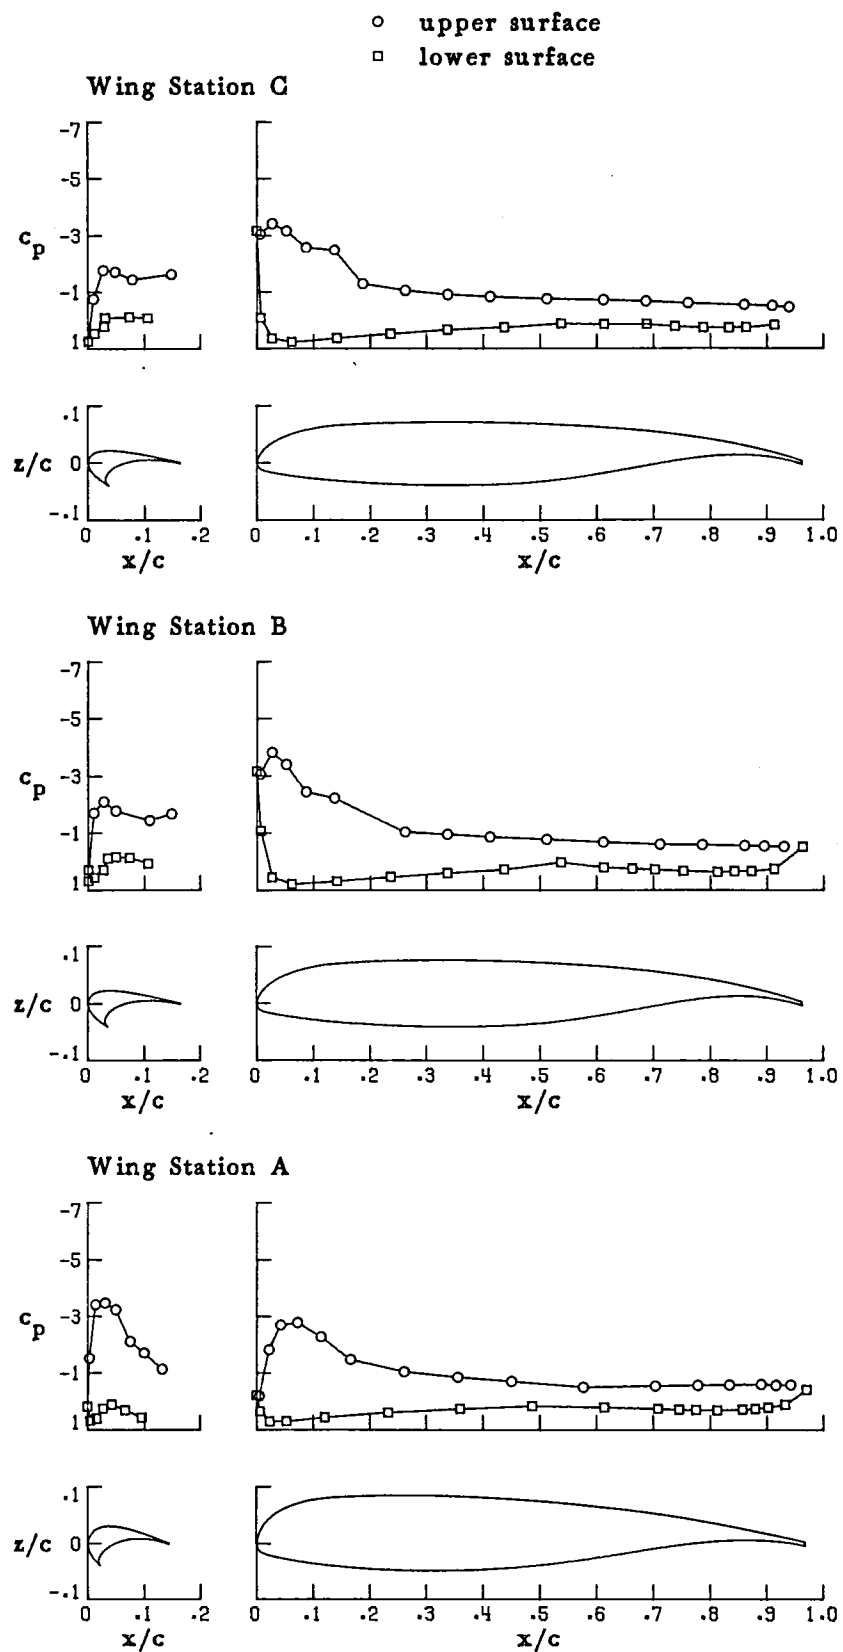 upper surface
lower surface
Wing Station C
-7
-5
-3
-1
1
cp
.1
0
-.1
z/c
0 .1 .2
x/c
0 .1 .2 .3 .4 .5 .6 .7 .8 .9 1.0
x/c
Wing Station B
-7
-5
-3
-1
1
cp
.1
0
-.1
z/c
0 .1 .2
x/c
0 .1 .2 .3 .4 .5 .6 .7 .8 .9 1.0
x/c
Wing Station A
-7
-5
-3
-1
1
cp
.1
0
-.1
z/c
0 .1 .2
x/c
0 .1 .2 .3 .4 .5 .6 .7 .8 .9 1.0
x/c